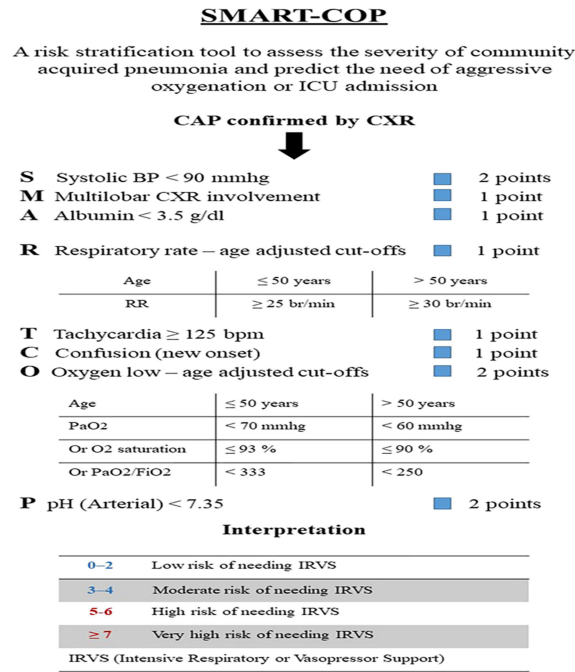 SMART-COP
A risk stratification tool to assess the severity of community
acquired pneumonia and predict the need of aggressive
oxygenation or ICU admission
CAP confirmed by CXR
S Systolic BP < 90 mmhg 2 points
M Multilobar CXR involvement 1 point
A Albumin < 3.5 g/dl 1 point
R Respiratory rate – age adjusted cut-offs 1 point
Age ≤ 50 years > 50 years
RR ≥ 25 br/min ≥ 30 br/min
T Tachycardia ≥ 125 bpm 1 point
C Confusion (new onset) 1 point
O Oxygen low – age adjusted cut-offs 2 points
Age ≤ 50 years > 50 years
PaO2 < 70 mmhg < 60 mmhg
Or O2 saturation ≤ 93 % ≤ 90 %
Or PaO2/FiO2 < 333 < 250
P pH (Arterial) < 7.35 2 points
Interpretation
0–2 Low risk of needing IRVS
3–4 Moderate risk of needing IRVS
5-6 High risk of needing IRVS
≥ 7 Very high risk of needing IRVS
IRVS (Intensive Respiratory or Vasopressor Support)